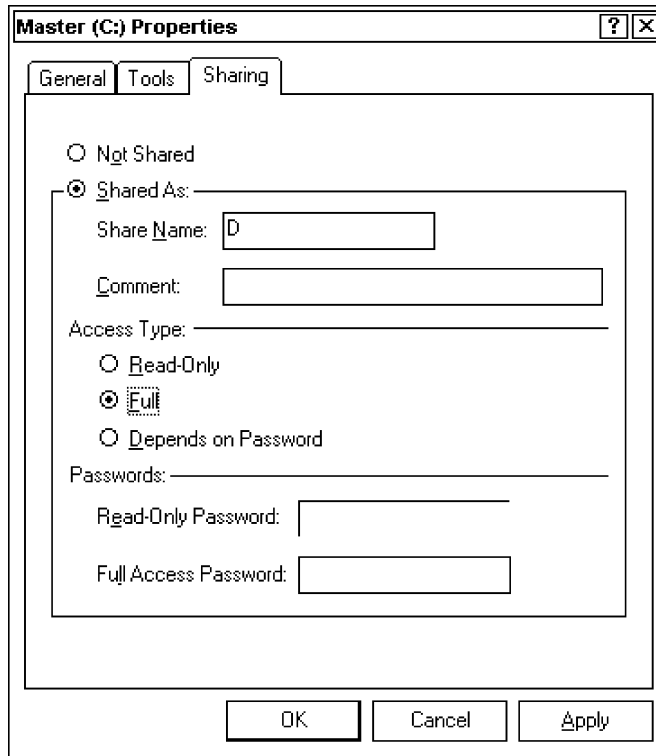 Master (C:) Properties ? X
General Tools Sharing
Not Shared
Shared As:
Share Name: D
Comment:
Access Type:
Read-Only
Full
Depends on Password
Passwords:
Read-Only Password:
Full Access Password:
OK Cancel Apply